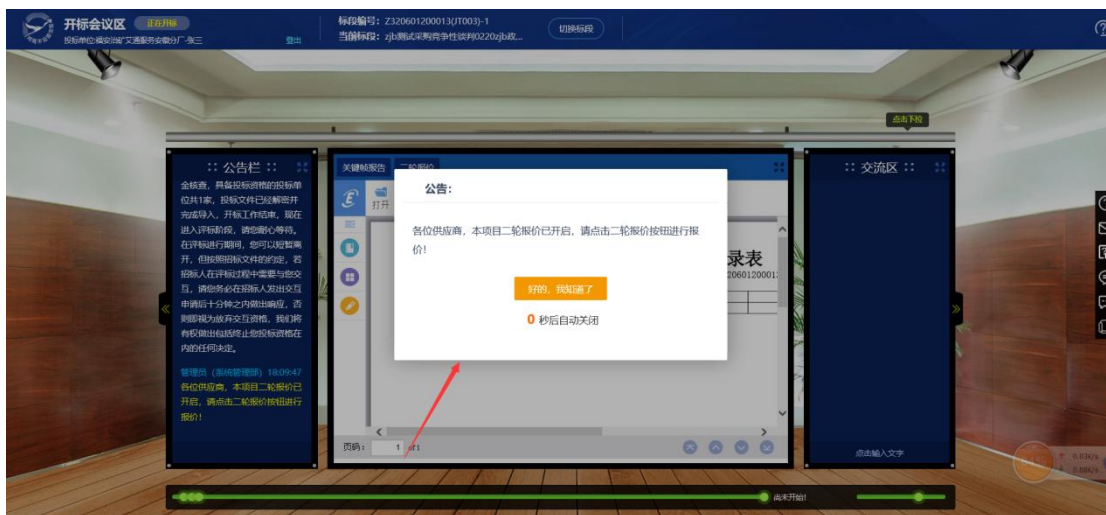 开标会议区 正在开标
登出
标段编号：Z320601200013(JT003)-1
当前标段：zjb测试采购竞争性谈判0220zjb政...
切换标段
点击下拉
:: 公告栏 ::
金核查，具备投标资格的投标单
位共1家，投标文件已经解密并
完成导入，开标工作结束，现在
进入评标阶段，请您耐心等待。
在评标进行期间，您可以短暂离
开，但按照招标文件的约定，若
招标人在评标过程中需要与您交
互，请您务必在招标人发出交互
申请后十分钟之内做出响应，否
则即视为放弃交互资格，我们将
有权做出包括终止您投标资格在
内的任何决定。
管理员 (系统管理部) 18:09:47
各位供应商，本项目二轮报价已
开启，请点击二轮报价按钮进行
报价！
关键帧报告 二轮报价
打开
录表
公告：
各位供应商，本项目二轮报价已开启，请点击二轮报价按钮进行报
价！
好的，我知道了
0 秒后自动关闭
页码： 1 of1
:: 交流区 ::
点击输入文字
尚未开始!